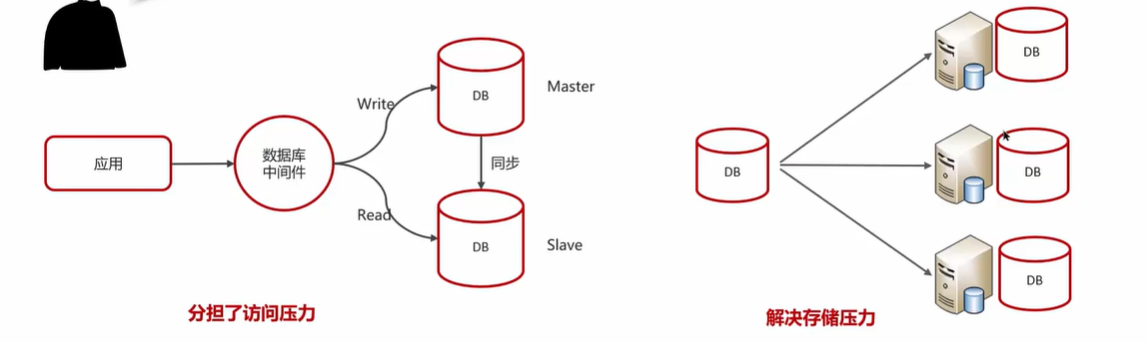 应用
数据库
中间件
Write
Read
DB
Master
同步
DB
Slave
分担了访问压力
DB
DB
DB
DB
解决存储压力